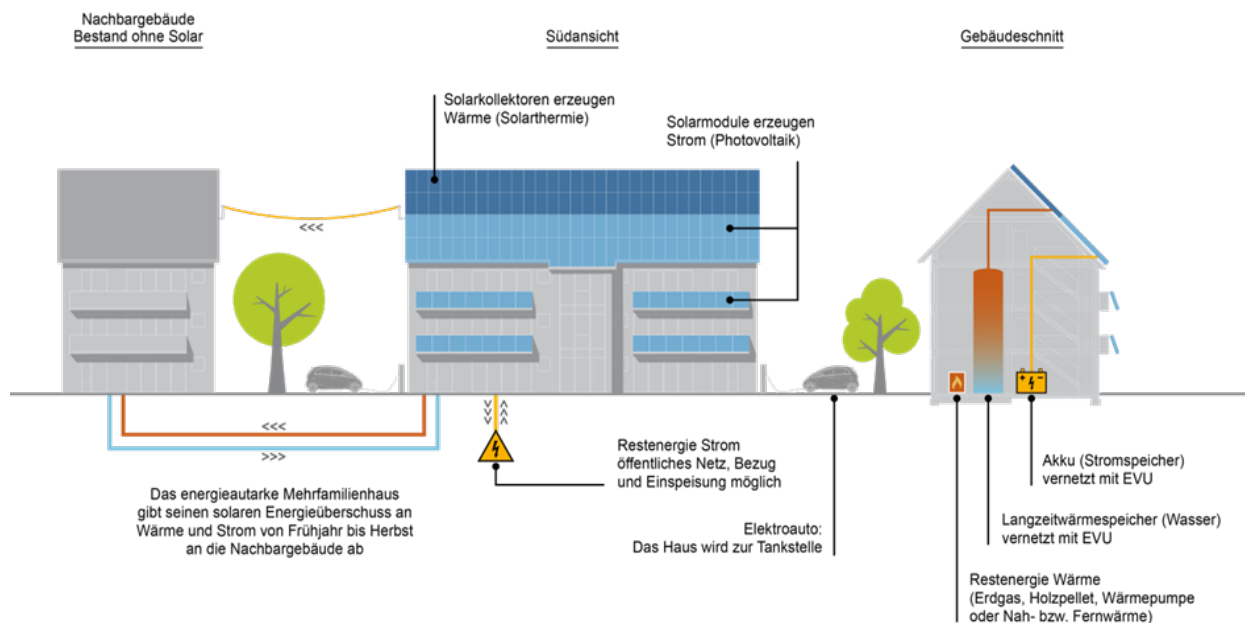 Nachbargebäude
Bestand ohne Solar
Südansicht
Gebäudeschnitt
Solarkollektoren erzeugen
Wärme (Solarthermie)
Solarmodule erzeugen
Strom (Photovoltaik)
<<<
<<<
>>>
<<<
>>>
+ -
Restenergie Strom
öffentliches Netz, Bezug
und Einspeisung möglich
Das energieautarke Mehrfamilienhaus
gibt seinen solaren Energieüberschuss an
Wärme und Strom von Frühjahr bis Herbst
an die Nachbargebäude ab
Elektroauto:
Das Haus wird zur Tankstelle
Akku (Stromspeicher)
vernetzt mit EVU
Langzeitwärmespeicher (Wasser)
vernetzt mit EVU
Restenergie Wärme
(Erdgas, Holzpellet, Wärmepumpe
oder Nah- bzw. Fernwärme)